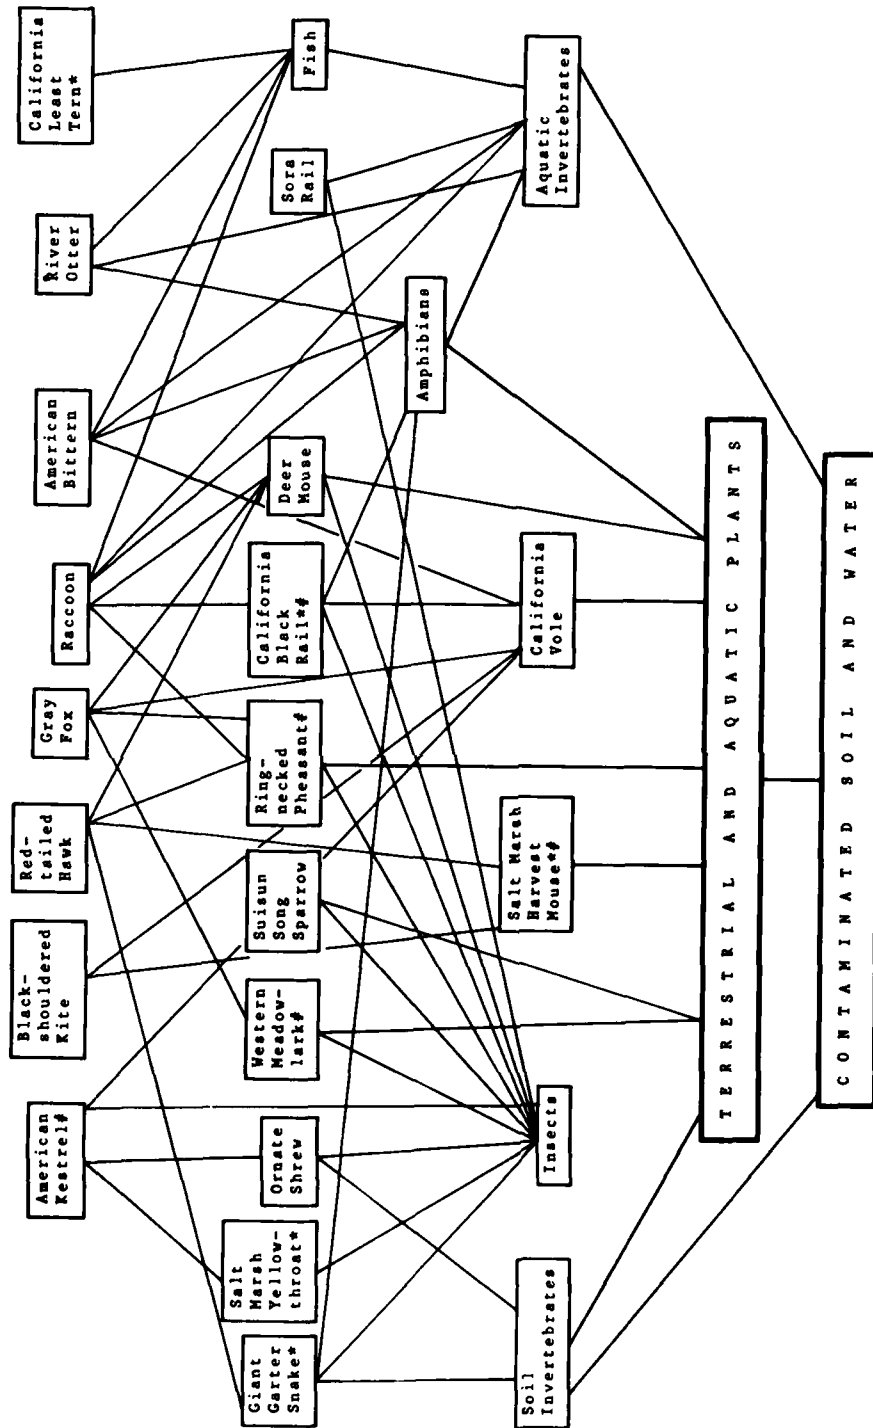 American
Kestrel#
Black-
shouldered
Kite
Red-
tailed
Hawk
Gray
Fox
Raccoon
American
Bittern
River
Otter
California
Least
Tern*
Giant
Garter
Snake*
Salt
Marsh
Yellow-
throat*
Ornate
Shrew
Western
Meadow-
lark#
Suisun
Song
Sparrow
Ring-
necked
Pheasant#
California
Black
Rail*#
Deer
Mouse
Sora
Rail
Fish
Amphibians
Soil
Invertebrates
Insects
Salt Marsh
Harvest
Mouse*#
California
Vole
Aquatic
Invertebrates
TERRESTRIAL AND AQUATIC PLANTS
CONTAMINATED SOIL AND WATER